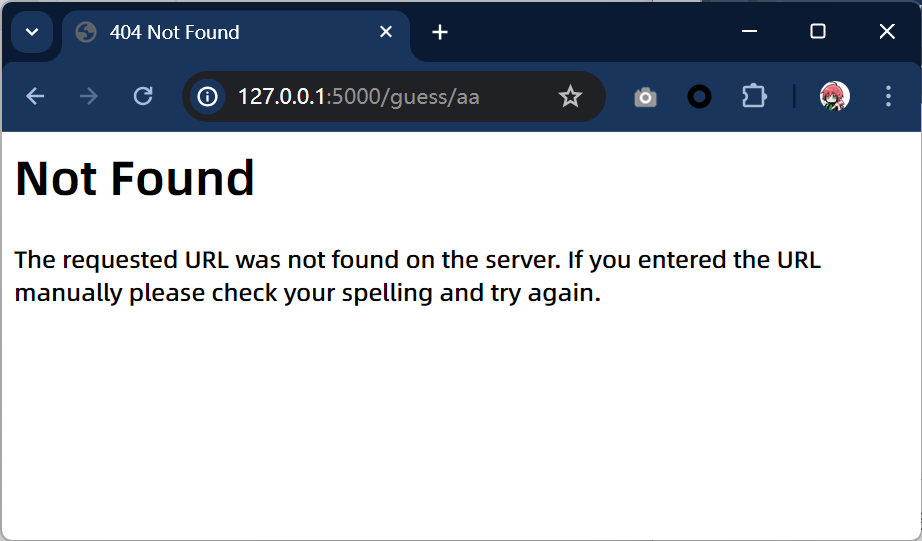 404 Not Found
127.0.0.1:5000/guess/aa
Not Found
The requested URL was not found on the server. If you entered the URL
manually please check your spelling and try again.